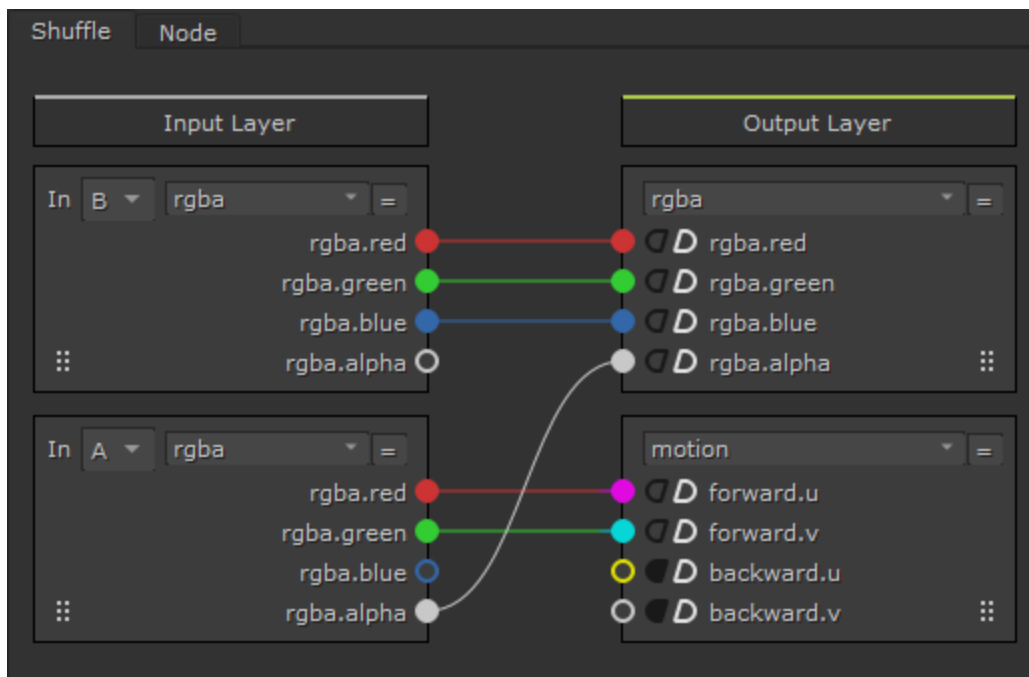 Shuffle Node
Input Layer
In B rgba =
rgba.red
rgba.green
rgba.blue
rgba.alpha
In A rgba =
rgba.red
rgba.green
rgba.blue
rgba.alpha
Output Layer
rgba =
rgba.red
rgba.green
rgba.blue
rgba.alpha
motion =
forward.u
forward.v
backward.u
backward.v